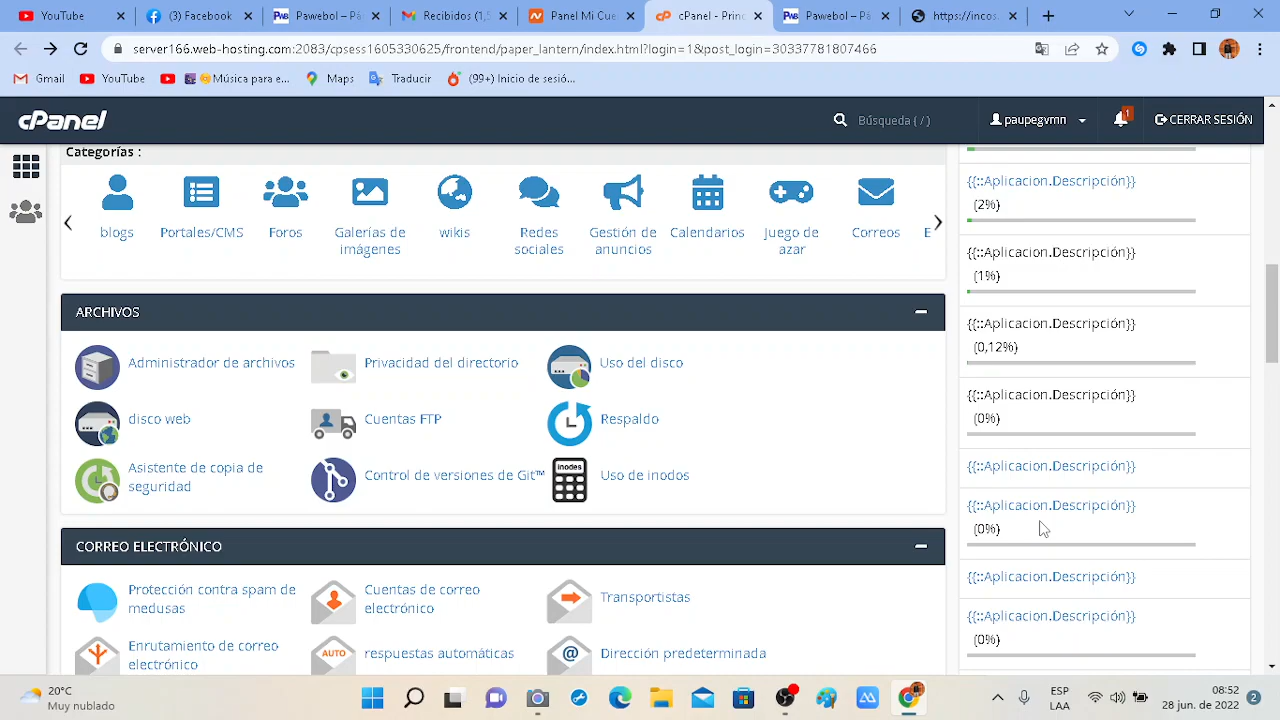 YouTube
(3) Facebook
Pawebol – Pá
Recibidos (1,5
Panel Mi Cue
cPanel - Princ
Pawebol – Pá
https://incos.
server166.web-hosting.com:2083/cpsess1605330625/frontend/paper_lantern/index.html?login=1&post_login=30337781807466
Gmail
YouTube
Música para e...
Maps
Traducir
(99+) Inicio de sesió...
cPanel
Búsqueda ( / )
paupegvmn
1
CERRAR SESIÓN
Categorías :
blogs
Portales/CMS
Foros
Galerías de
imágenes
wikis
Redes
sociales
Gestión de
anuncios
Calendarios
Juego de
azar
Correos
E
ARCHIVOS
Administrador de archivos
Privacidad del directorio
Uso del disco
disco web
Cuentas FTP
Respaldo
Asistente de copia de
seguridad
Control de versiones de Git™
inodes
Uso de inodos
CORREO ELECTRÓNICO
Protección contra spam de
medusas
Cuentas de correo
electrónico
Transportistas
Enrutamiento de correo
electrónico
AUTO
respuestas automáticas
Dirección predeterminada
{{::Aplicacion.Descripción}}
(2%}
{{::Aplicacion.Descripción}}
(1%}
{{::Aplicacion.Descripción}}
(0,12%}
{{::Aplicacion.Descripción}}
(0%}
{{::Aplicacion.Descripción}}
{{::Aplicacion.Descripción}}
(0%}
{{::Aplicacion.Descripción}}
{{::Aplicacion.Descripción}}
(0%}
20°C
Muy nublado
ESP
LAA
08:52
28 jun. de 2022
2